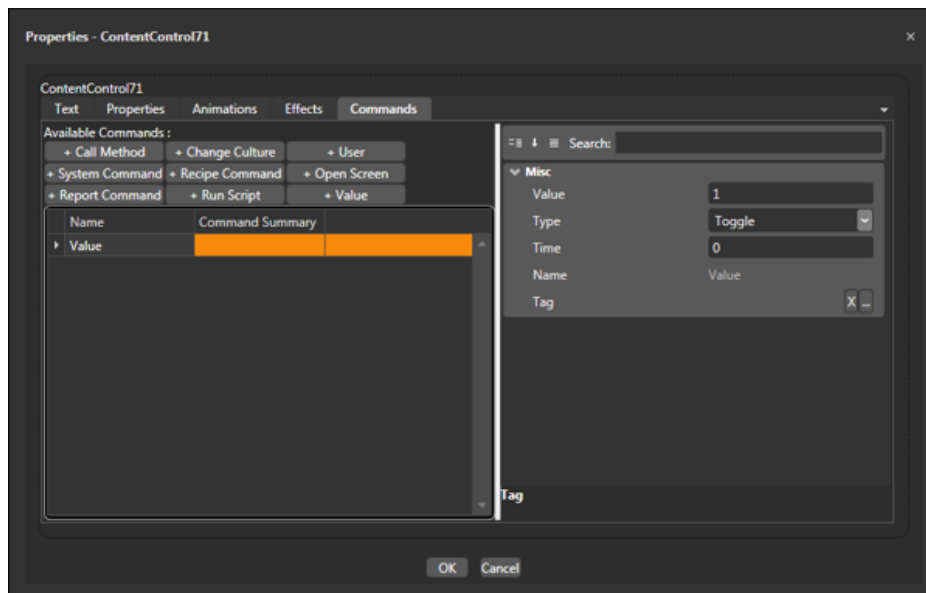 Properties - ContentControl71
×
ContentControl71
Text Properties Animations Effects Commands
Available Commands :
+ Call Method + Change Culture + User
+ System Command + Recipe Command + Open Screen
+ Report Command + Run Script + Value
Name Command Summary
Value
Search:
Misc
Value 1
Type Toggle
Time 0
Name Value
Tag X ...
Tag
OK Cancel